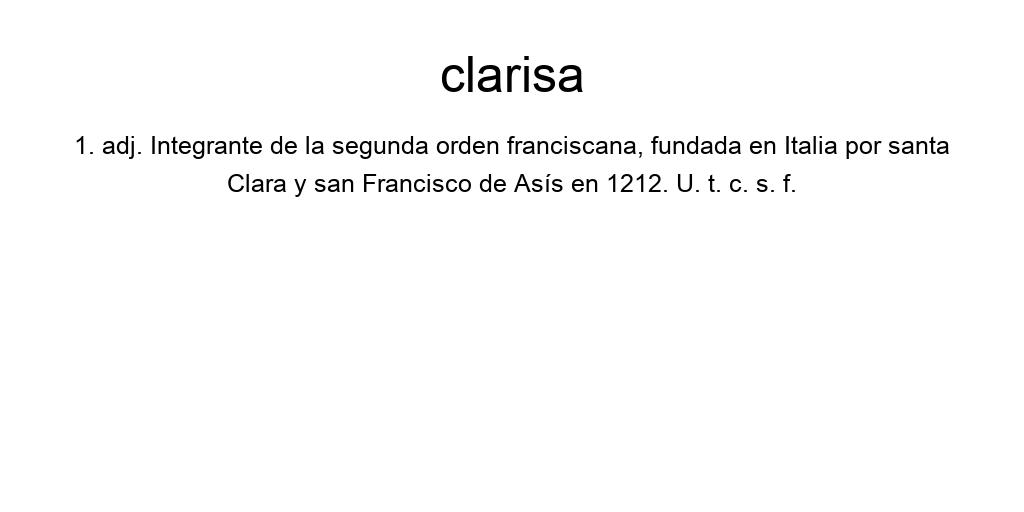 clarisa
1. adj. Integrante de la segunda orden franciscana, fundada en Italia por santa
Clara y san Francisco de Asís en 1212. U. t. c. s. f.